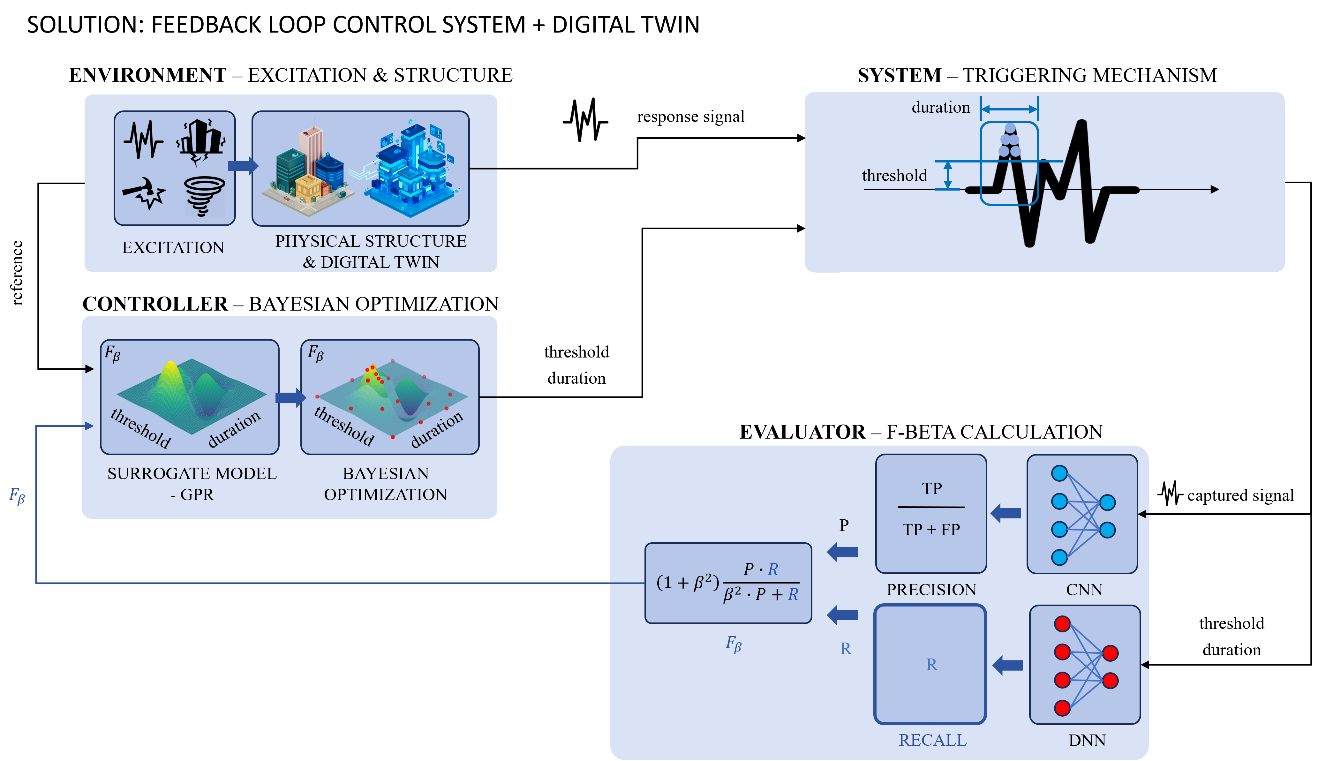 SOLUTION: FEEDBACK LOOP CONTROL SYSTEM + DIGITAL TWIN
ENVIRONMENT – EXCITATION & STRUCTURE
EXCITATION
PHYSICAL STRUCTURE
& DIGITAL TWIN
response signal
SYSTEM – TRIGGERING MECHANISM
duration
threshold
reference
CONTROLLER – BAYESIAN OPTIMIZATION
Fβ
threshold
duration
SURROGATE MODEL
- GPR
Fβ
threshold
duration
BAYESIAN
OPTIMIZATION
threshold
duration
Fβ
EVALUATOR – F-BETA CALCULATION
captured signal
CNN
TP
TP + FP
PRECISION
P
(1 + β²) P · R
β² · P + R
Fβ
R
R
RECALL
DNN
threshold
duration